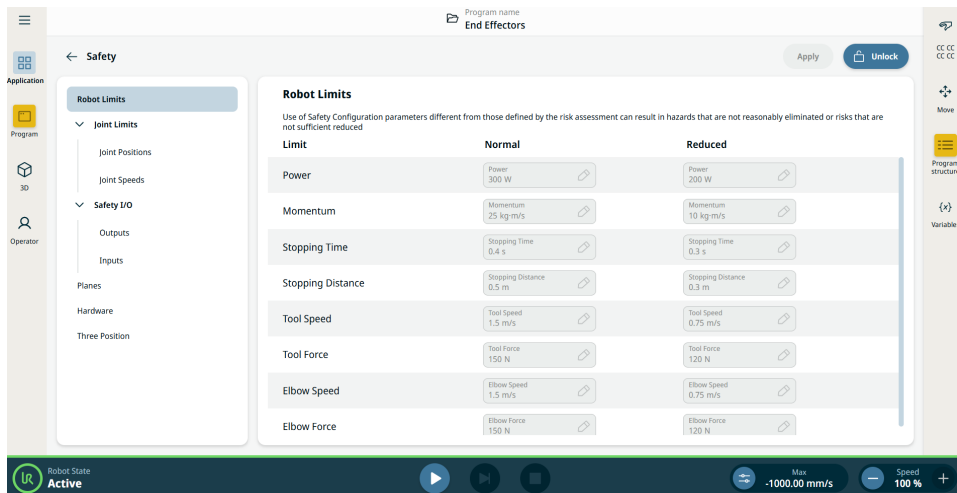 Program name
End Effectors
Application
Program
3D
Operator
Safety
Apply
Unlock
Robot Limits
Joint Limits
Joint Positions
Joint Speeds
Safety I/O
Outputs
Inputs
Planes
Hardware
Three Position
Robot Limits
Use of Safety Configuration parameters different from those defined by the risk assessment can result in hazards that are not reasonably eliminated or risks that are
not sufficient reduced
Limit Normal Reduced
Power
Power
300 W
Power
200 W
Momentum
Momentum
25 kg·m/s
Momentum
10 kg·m/s
Stopping Time
Stopping Time
0.4 s
Stopping Time
0.3 s
Stopping Distance
Stopping Distance
0.5 m
Stopping Distance
0.3 m
Tool Speed
Tool Speed
1.5 m/s
Tool Speed
0.75 m/s
Tool Force
Tool Force
150 N
Tool Force
120 N
Elbow Speed
Elbow Speed
1.5 m/s
Elbow Speed
0.75 m/s
Elbow Force
Elbow Force
150 N
Elbow Force
120 N
CC CC
CC CC
Move
Program
structure
{x}
Variable
UR
Robot State
Active
Max
-1000.00 mm/s
Speed
100 %